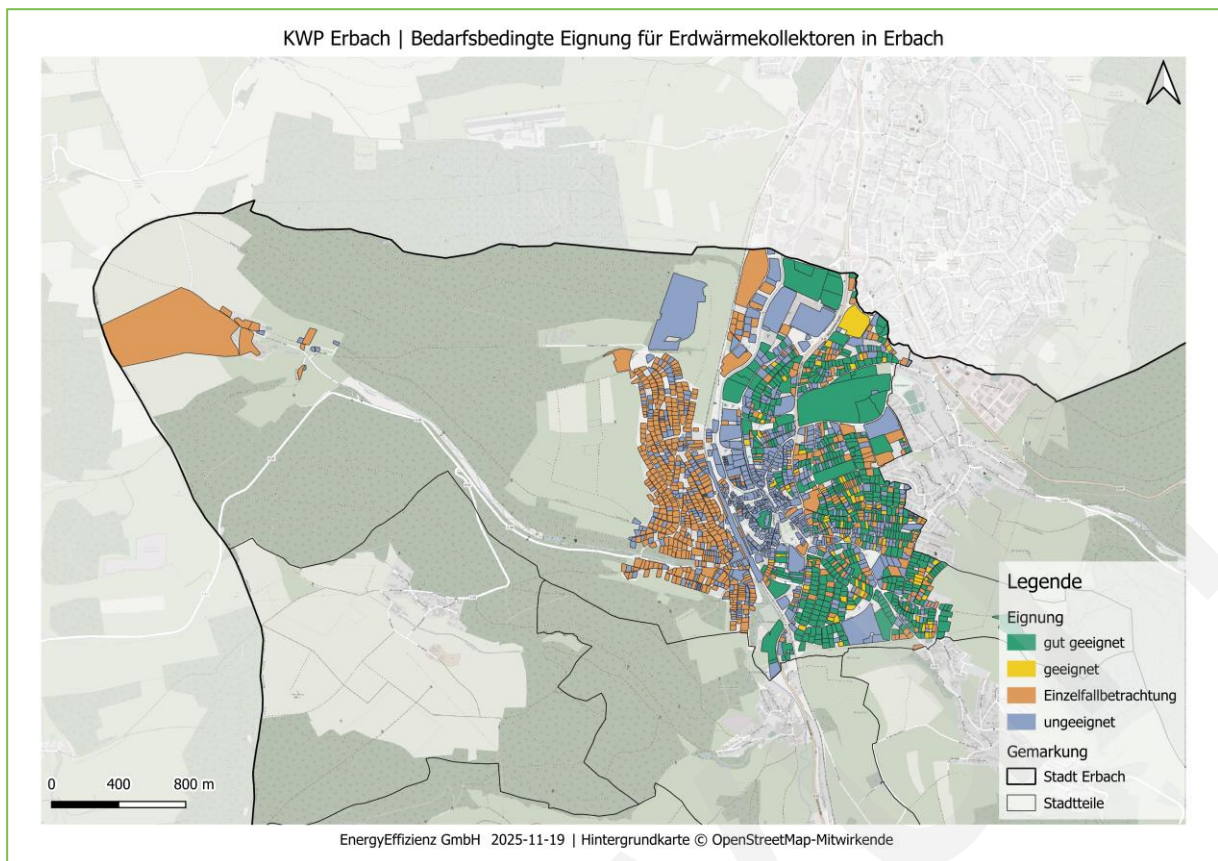 KWP Erbach | Bedarfsbedingte Eignung für Erdwärmekollektoren in Erbach
Legende
Eignung
gut geeignet
geeignet
Einzelfallbetrachtung
ungeeignet
Gemarkung
Stadt Erbach
Stadtteile
0 400 800 m
EnergyEffizienz GmbH 2025-11-19 | Hintergrundkarte © OpenStreetMap-Mitwirkende